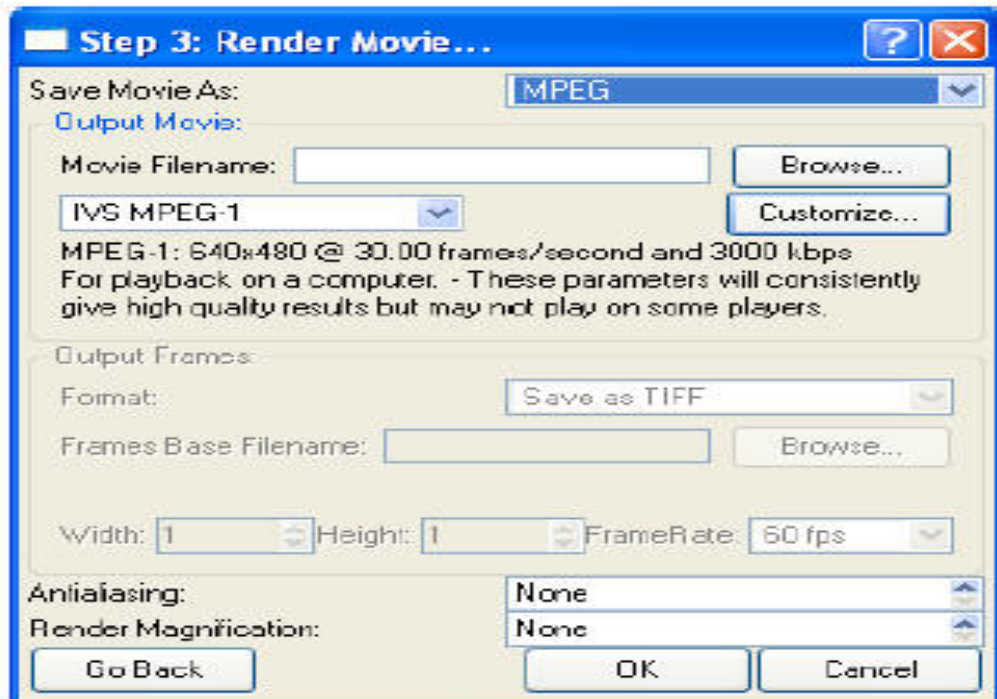 Step 3: Render Movie...
Save Movie As: MPEG
Output Movie:
Movie Filename: Browse...
IVS MPEG-1 Customize...
MPEG-1: 640x480 @ 30.00 frames/second and 3000 kbps
For playback on a computer. - These parameters will consistently
give high quality results but may not play on some players.
Output Frames
Format: Save as TIFF
Frames Base Filename: Browse...
Width: 1 Height: 1 FrameRate 60 fps
Antialiasing: None
Render Magnification: None
Go Back OK Cancel